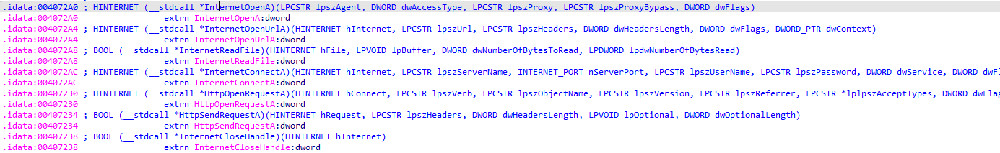 .idata:004072A0 ; HINTERNET (__stdcall *InternetOpenA)(LPCSTR lpszAgent, DWORD dwAccessType, LPCSTR lpszProxy, LPCSTR lpszProxyBypass, DWORD dwFlags)
.idata:004072A0 extrn InternetOpenA:dword
.idata:004072A4 ; HINTERNET (__stdcall *InternetOpenUrlA)(HINTERNET hInternet, LPCSTR lpszUrl, LPCSTR lpszHeaders, DWORD dwHeadersLength, DWORD dwFlags, DWORD_PTR dwContext)
.idata:004072A4 extrn InternetOpenUrlA:dword
.idata:004072A8 ; BOOL (__stdcall *InternetReadFile)(HINTERNET hFile, LPVOID lpBuffer, DWORD dwNumberOfBytesToRead, LPDWORD lpdwNumberOfBytesRead)
.idata:004072A8 extrn InternetReadFile:dword
.idata:004072AC ; HINTERNET (__stdcall *InternetConnectA)(HINTERNET hInternet, LPCSTR lpszServerName, INTERNET_PORT nServerPort, LPCSTR lpszUserName, LPCSTR lpszPassword, DWORD dwService, DWORD dwFl
.idata:004072AC extrn InternetConnectA:dword
.idata:004072B0 ; HINTERNET (__stdcall *HttpOpenRequestA)(HINTERNET hConnect, LPCSTR lpszVerb, LPCSTR lpszObjectName, LPCSTR lpszVersion, LPCSTR lpszReferrer, LPCSTR *lplpszAcceptTypes, DWORD dwFlag
.idata:004072B0 extrn HttpOpenRequestA:dword
.idata:004072B4 ; BOOL (__stdcall *HttpSendRequestA)(HINTERNET hRequest, LPCSTR lpszHeaders, DWORD dwHeadersLength, LPVOID lpOptional, DWORD dwOptionalLength)
.idata:004072B4 extrn HttpSendRequestA:dword
.idata:004072B8 ; BOOL (__stdcall *InternetCloseHandle)(HINTERNET hInternet)
.idata:004072B8 extrn InternetCloseHandle:dword